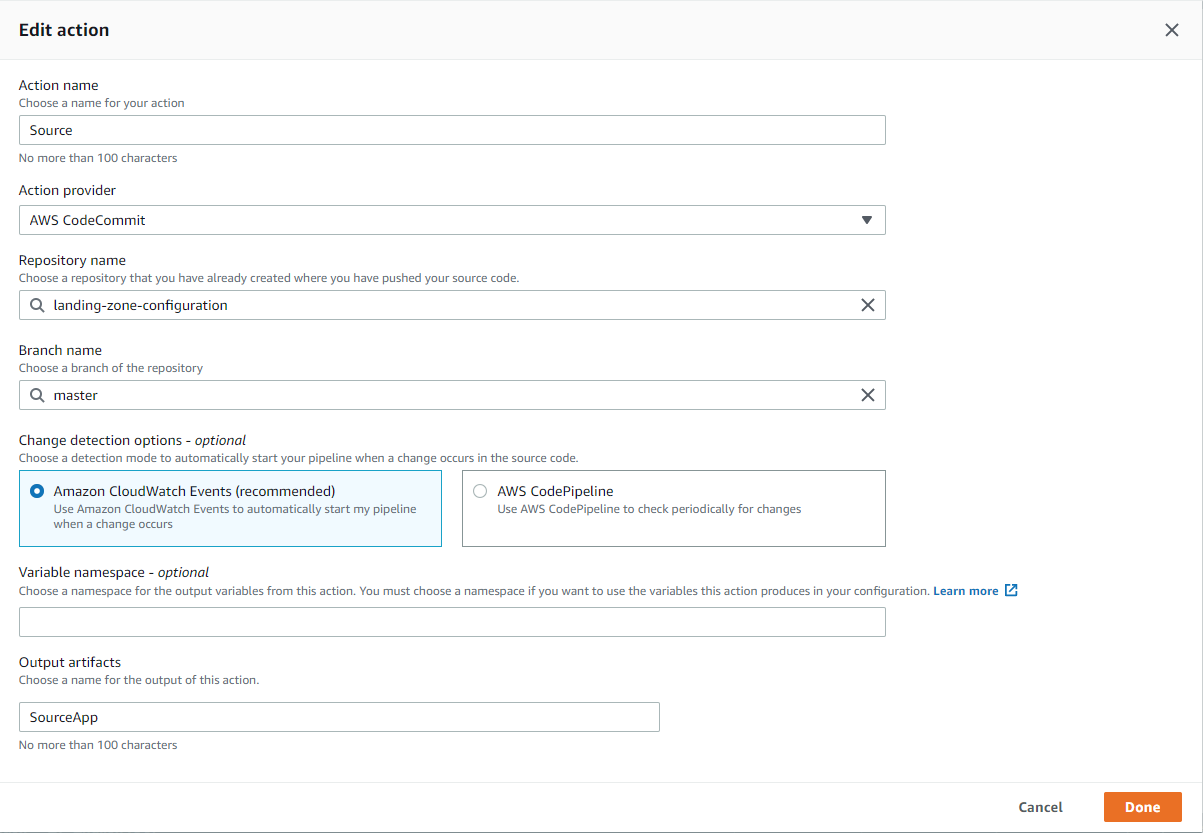 Edit action
Action name
Choose a name for your action
Source
No more than 100 characters
Action provider
AWS CodeCommit
Repository name
Choose a repository that you have already created where you have pushed your source code.
landing-zone-configuration
Branch name
Choose a branch of the repository
master
Change detection options - optional
Choose a detection mode to automatically start your pipeline when a change occurs in the source code.
Amazon CloudWatch Events (recommended)
Use Amazon CloudWatch Events to automatically start my pipeline
when a change occurs
AWS CodePipeline
Use AWS CodePipeline to check periodically for changes
Variable namespace - optional
Choose a namespace for the output variables from this action. You must choose a namespace if you want to use the variables this action produces in your configuration. Learn more
Output artifacts
Choose a name for the output of this action.
SourceApp
No more than 100 characters
Cancel
Done